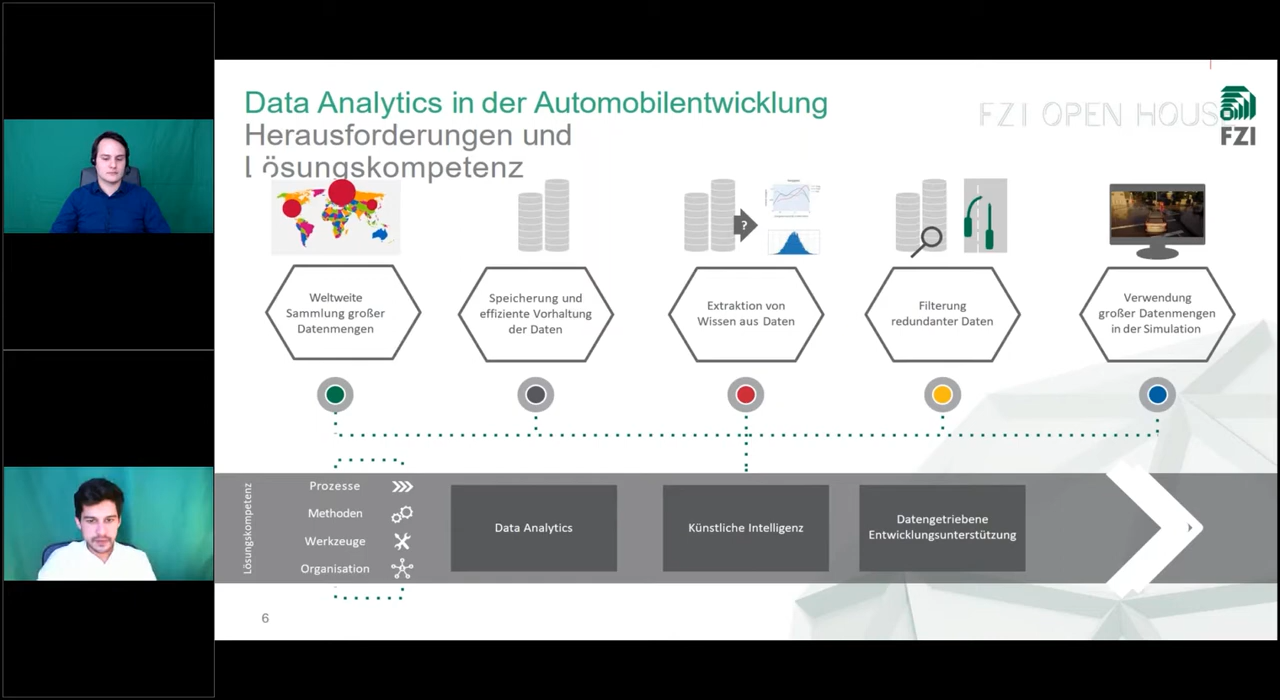 Data Analytics in der Automobilentwicklung
Herausforderungen und
Lösungskompetenz
FZI OPEN HOUS
FZI
Weltweite
Sammlung großer
Datenmengen
Speicherung und
effiziente Vorhaltung
der Daten
?
Extraktion von
Wissen aus Daten
Filterung
redundanter Daten
Verwendung
großer Datenmengen
in der Simulation
Lösungskompetenz
Prozesse
Methoden
Werkzeuge
Organisation
Data Analytics
Künstliche Intelligenz
Datengetriebene
Entwicklungsunterstützung
6